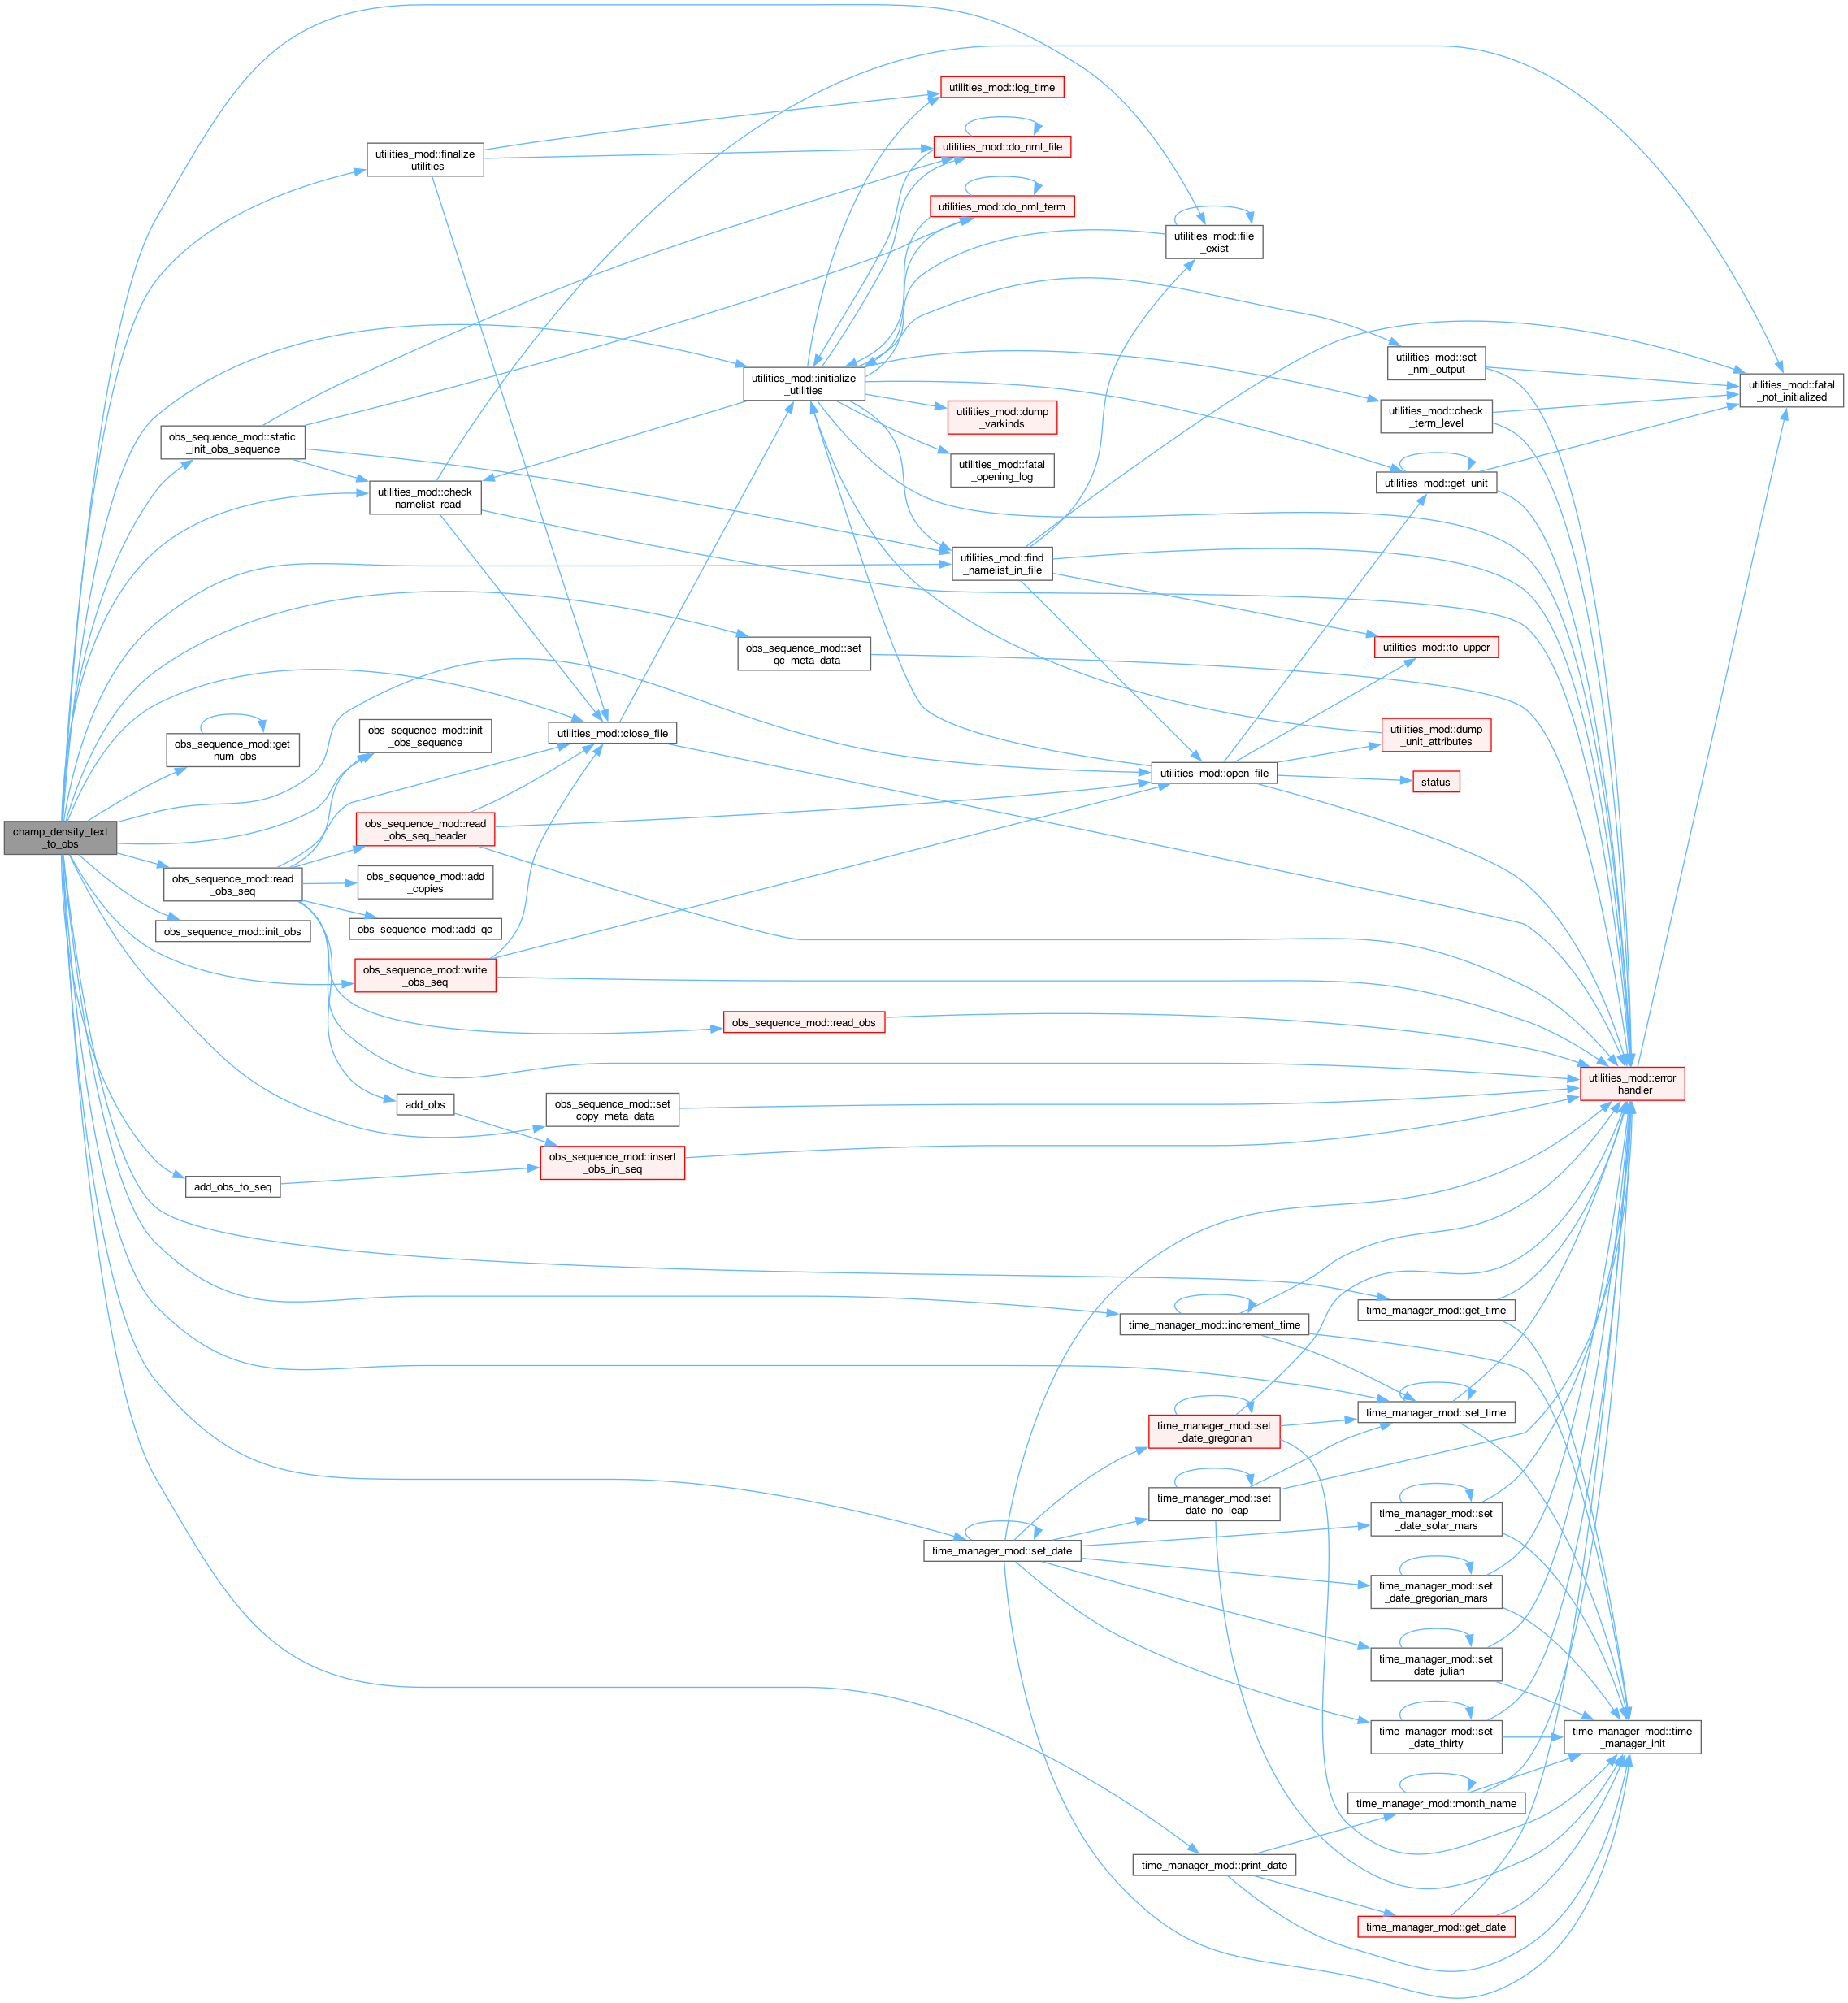 utilities_mod::log_time
utilities_mod::do_nml_file
utilities_mod::finalize
_utilities
utilities_mod::do_nml_term
utilities_mod::file
_exist
utilities_mod::set
_nml_output
utilities_mod::initialize
_utilities
utilities_mod::fatal
_not_initialized
utilities_mod::dump
_varkinds
utilities_mod::check
_term_level
obs_sequence_mod::static
_init_obs_sequence
utilities_mod::fatal
_opening_log
utilities_mod::get_unit
utilities_mod::check
_namelist_read
utilities_mod::find
_namelist_in_file
utilities_mod::to_upper
obs_sequence_mod::set
_qc_meta_data
utilities_mod::close_file
utilities_mod::dump
_unit_attributes
obs_sequence_mod::init
_obs_sequence
obs_sequence_mod::get
_num_obs
utilities_mod::open_file
status
champ_density_text
_to_obs
obs_sequence_mod::read
_obs_seq_header
obs_sequence_mod::read
_obs_seq
obs_sequence_mod::add
_copies
obs_sequence_mod::init_obs
obs_sequence_mod::add_qc
obs_sequence_mod::write
_obs_seq
obs_sequence_mod::read_obs
utilities_mod::error
_handler
add_obs
obs_sequence_mod::set
_copy_meta_data
obs_sequence_mod::insert
_obs_in_seq
add_obs_to_seq
time_manager_mod::get_time
time_manager_mod::increment_time
time_manager_mod::set_time
time_manager_mod::set
_date_gregorian
time_manager_mod::set
_date_no_leap
time_manager_mod::set
_date_solar_mars
time_manager_mod::set_date
time_manager_mod::set
_date_gregorian_mars
time_manager_mod::set
_date_julian
time_manager_mod::set
_date_thirty
time_manager_mod::time
_manager_init
time_manager_mod::month_name
time_manager_mod::print_date
time_manager_mod::get_date